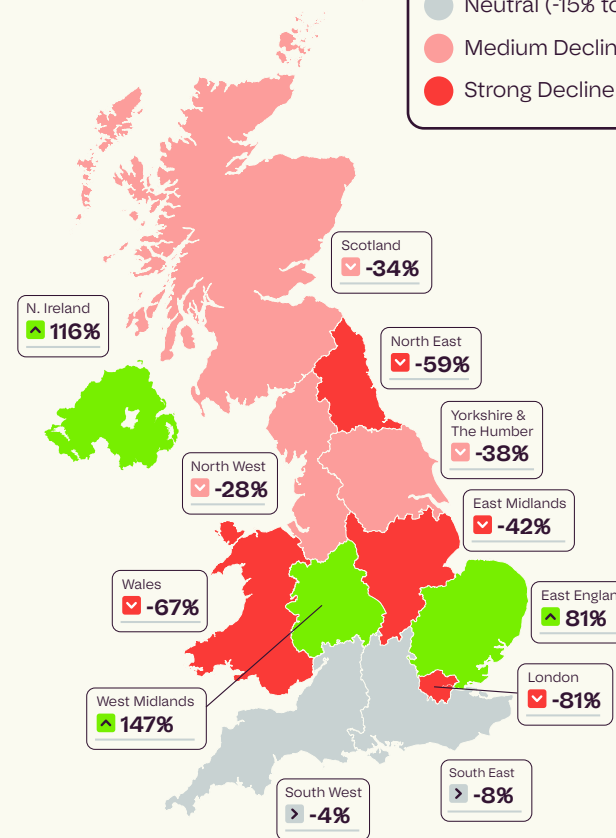 Neutral (-15% to
Medium Declin
Strong Decline
Scotland
-34%
N. Ireland
116%
North East
-59%
Yorkshire &
The Humber
-38%
North West
-28%
East Midlands
-42%
Wales
-67%
East Englan
81%
London
-81%
West Midlands
147%
South East
-8%
South West
-4%